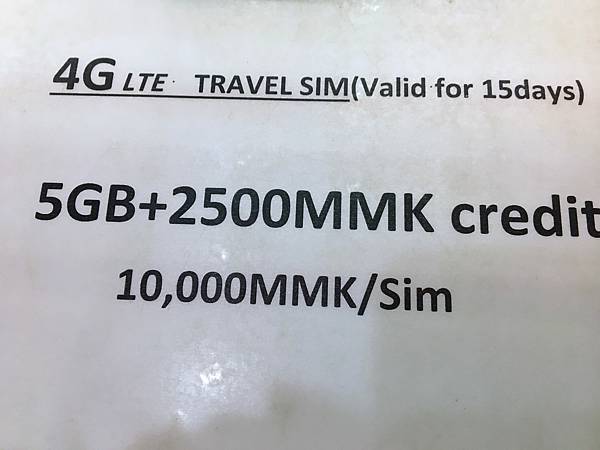 4G LTE TRAVEL SIM(Valid for 15days)
5GB+2500MMK credit
10,000MMK/Sim